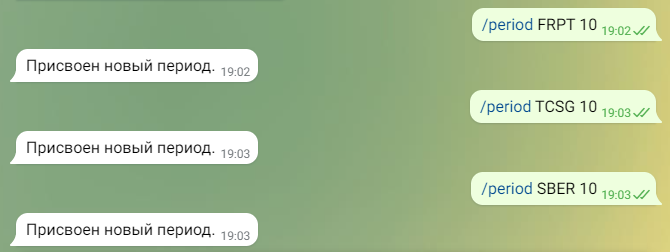 /period FRPT 10 19:02
Присвоен новый период. 19:02
/period TCSG 10 19:03
Присвоен новый период. 19:03
/period SBER 10 19:03
Присвоен новый период. 19:03